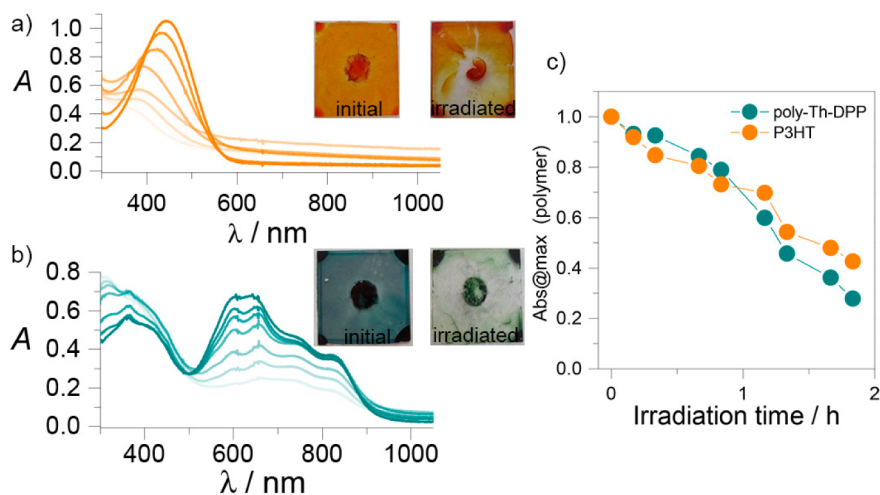 a)
1.0
0.8
0.6
0.4
0.2
0.0
A
400
600
800
1000
λ / nm
initial
irradiated
b)
0.8
0.6
0.4
0.2
0.0
A
400
600
800
1000
λ / nm
initial
irradiated
c)
1.0
0.8
0.6
0.4
0.2
0.0
Abs@max (polymer)
poly-Th-DPP
P3HT
0
1
2
Irradiation time / h